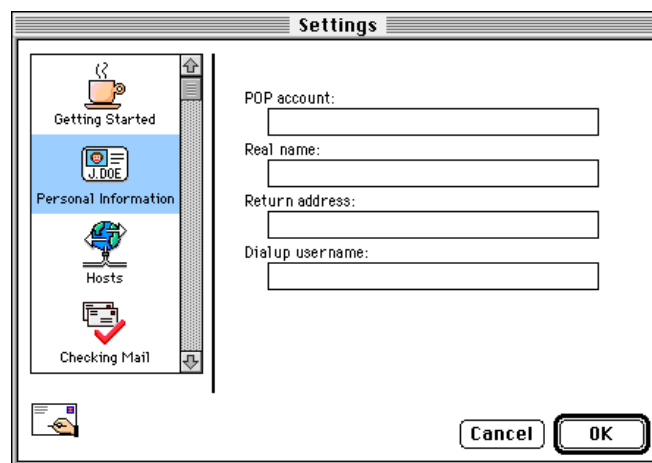 Settings
Getting Started
J.DOE
Personal Information
Hosts
Checking Mail
POP account:
Real name:
Return address:
Dialup username:
Cancel
OK